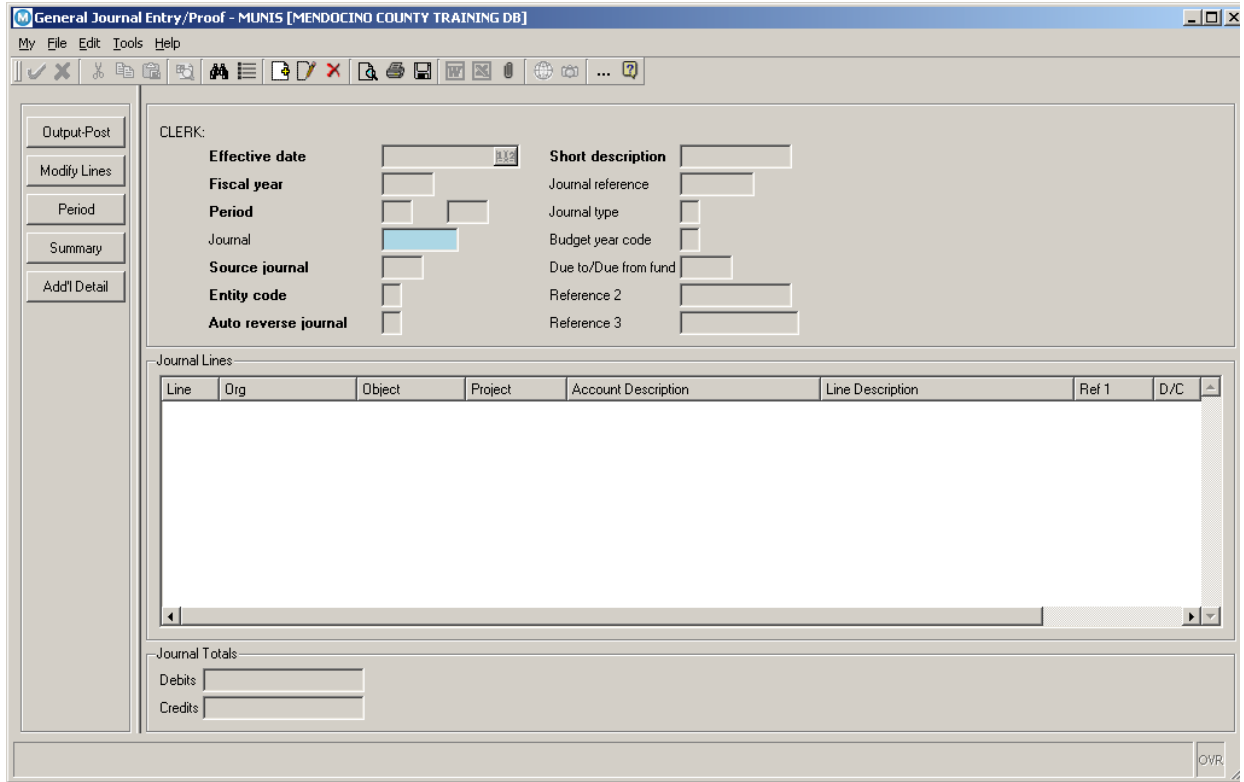 General Journal Entry/Proof - MUNIS [MENDOCINO COUNTY TRAINING DB]
My File Edit Tools Help
Output-Post
Modify Lines
Period
Summary
Add'l Detail
CLERK:
Effective date
Short description
Fiscal year
Journal reference
Period
Journal type
Journal
Budget year code
Source journal
Due to/Due from fund
Entity code
Reference 2
Auto reverse journal
Reference 3
Journal Lines
Line Org Object Project Account Description Line Description Ref 1 D/C
Journal Totals
Debits
Credits
OVR